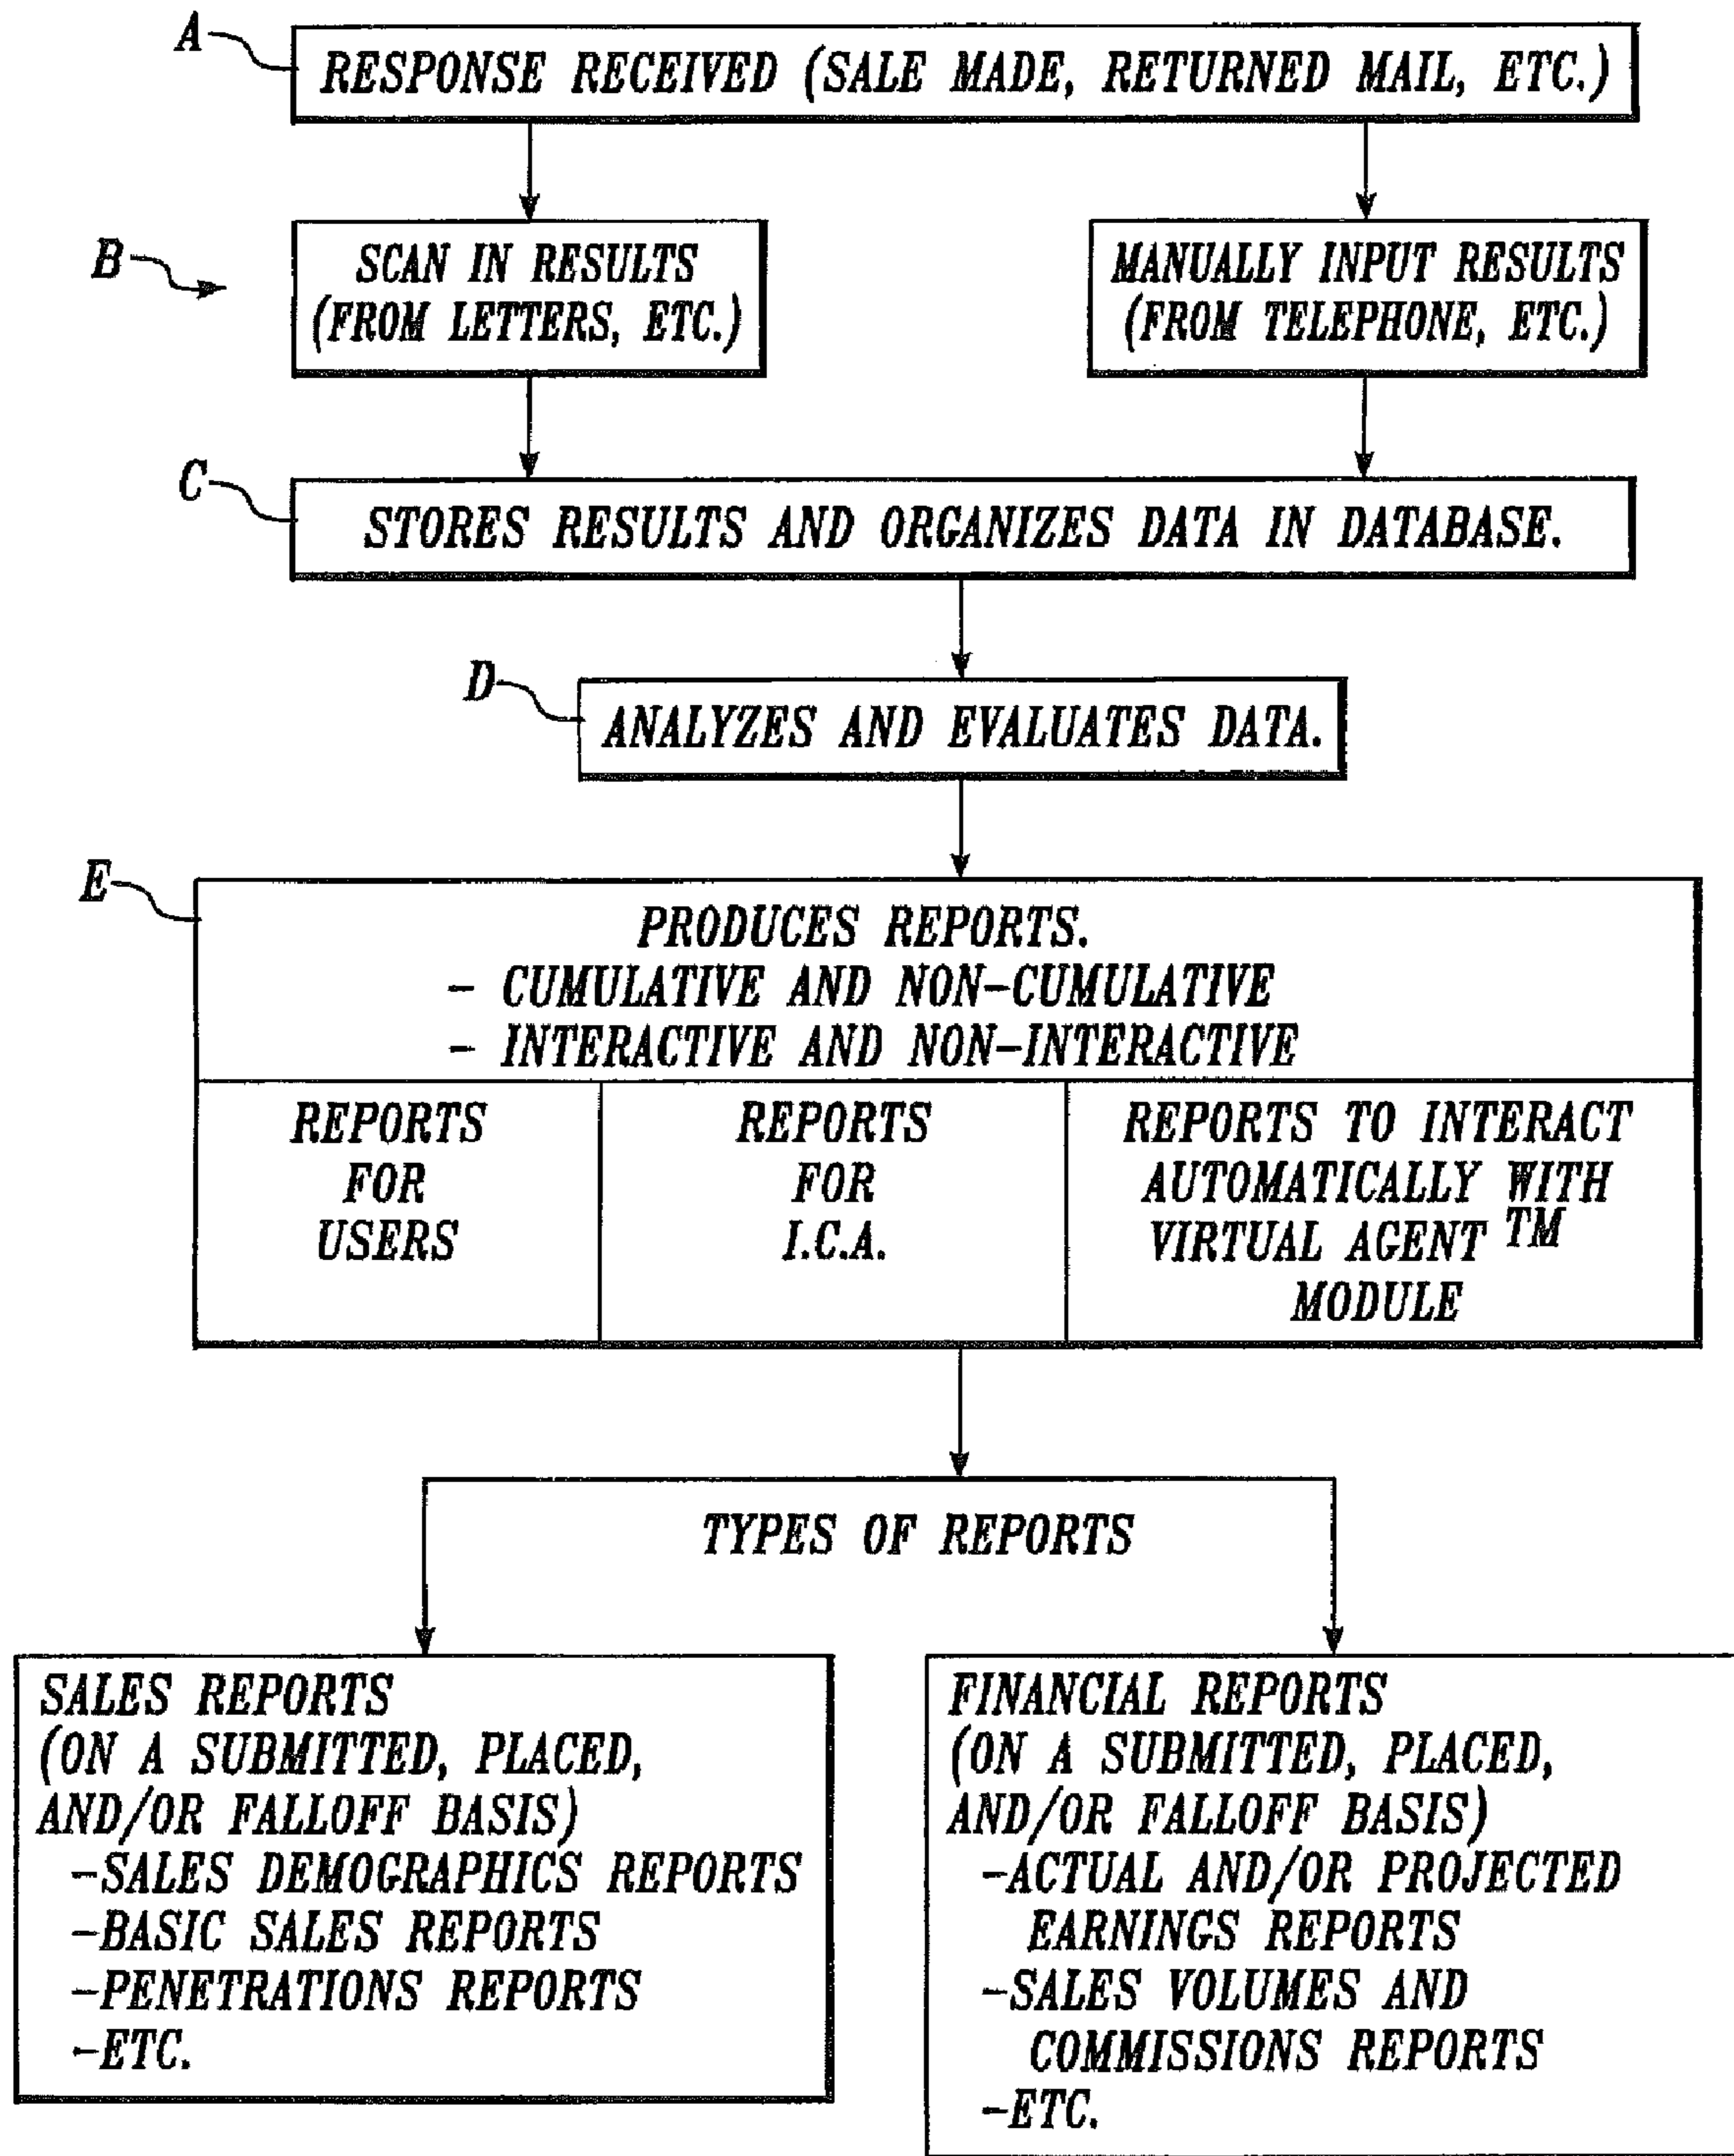 A
RESPONSE RECEIVED (SALE MADE, RETURNED MAIL, ETC.)
B
SCAN IN RESULTS
(FROM LETTERS, ETC.)
MANUALLY INPUT RESULTS
(FROM TELEPHONE, ETC.)
C
STORES RESULTS AND ORGANIZES DATA IN DATABASE.
D
ANALYZES AND EVALUATES DATA.
E
PRODUCES REPORTS.
- CUMULATIVE AND NON-CUMULATIVE
- INTERACTIVE AND NON-INTERACTIVE
REPORTS
FOR
USERS
REPORTS
FOR
I.C.A.
REPORTS TO INTERACT
AUTOMATICALLY WITH
VIRTUAL AGENT TM
MODULE
TYPES OF REPORTS
SALES REPORTS
(ON A SUBMITTED, PLACED,
AND/OR FALLOFF BASIS)
-SALES DEMOGRAPHICS REPORTS
-BASIC SALES REPORTS
-PENETRATIONS REPORTS
-ETC.
FINANCIAL REPORTS
(ON A SUBMITTED, PLACED,
AND/OR FALLOFF BASIS)
-ACTUAL AND/OR PROJECTED
EARNINGS REPORTS
-SALES VOLUMES AND
COMMISSIONS REPORTS
-ETC.